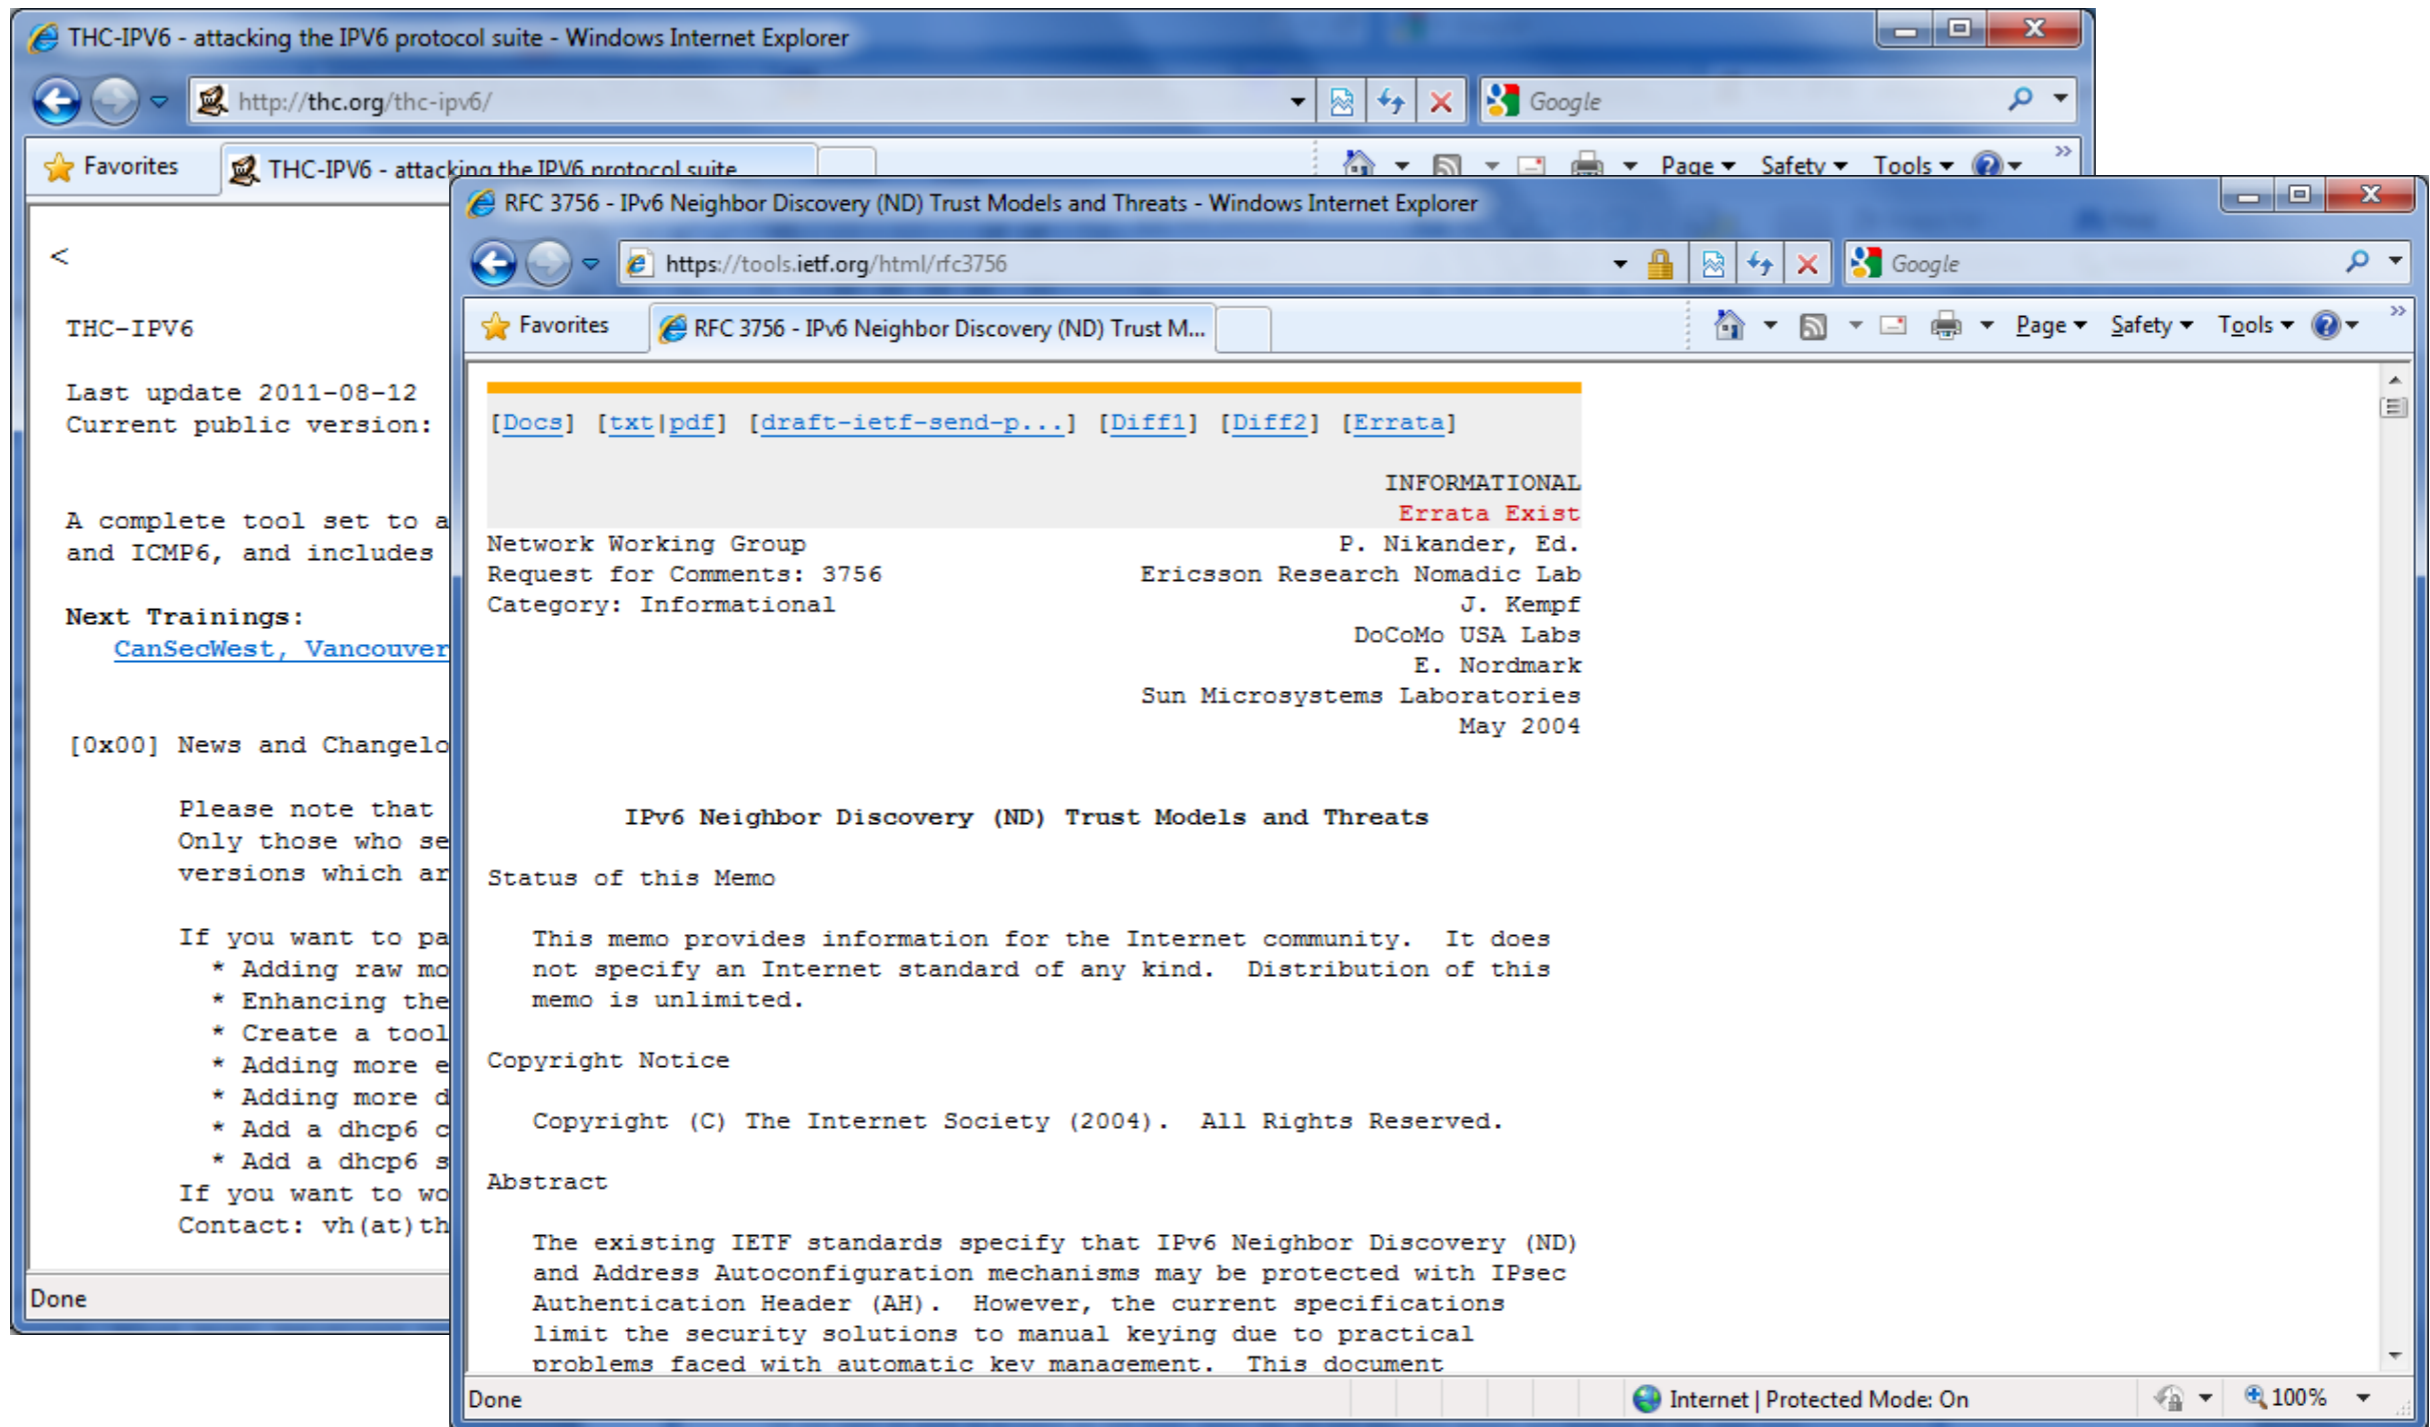 THC-IPV6 - attacking the IPV6 protocol suite - Windows Internet Explorer
http://thc.org/thc-ipv6/
Google
Favorites
THC-IPV6 - attacking the IPV6 protocol suite
Page
Safety
Tools
<
THC-IPV6
Last update 2011-08-12
Current public version:
A complete tool set to a
and ICMP6, and includes
Next Trainings:
CanSecWest, Vancouver
[0x00] News and Changelo
Please note that
Only those who se
versions which ar
If you want to pa
* Adding raw mo
* Enhancing the
* Create a tool
* Adding more e
* Adding more d
* Add a dhcp6 c
* Add a dhcp6 s
If you want to wo
Contact: vh(at)th
Done
RFC 3756 - IPv6 Neighbor Discovery (ND) Trust Models and Threats - Windows Internet Explorer
https://tools.ietf.org/html/rfc3756
Google
Favorites
RFC 3756 - IPv6 Neighbor Discovery (ND) Trust M...
Page
Safety
Tools
[Docs] [txt|pdf] [draft-ietf-send-p...] [Diff1] [Diff2] [Errata]
INFORMATIONAL
Errata Exist
Network Working Group P. Nikander, Ed.
Request for Comments: 3756 Ericsson Research Nomadic Lab
Category: Informational J. Kempf
DoCoMo USA Labs
E. Nordmark
Sun Microsystems Laboratories
May 2004
IPv6 Neighbor Discovery (ND) Trust Models and Threats
Status of this Memo
This memo provides information for the Internet community. It does
not specify an Internet standard of any kind. Distribution of this
memo is unlimited.
Copyright Notice
Copyright (C) The Internet Society (2004). All Rights Reserved.
Abstract
The existing IETF standards specify that IPv6 Neighbor Discovery (ND)
and Address Autoconfiguration mechanisms may be protected with IPsec
Authentication Header (AH). However, the current specifications
limit the security solutions to manual keying due to practical
problems faced with automatic key management. This document
Done
Internet | Protected Mode: On
100%